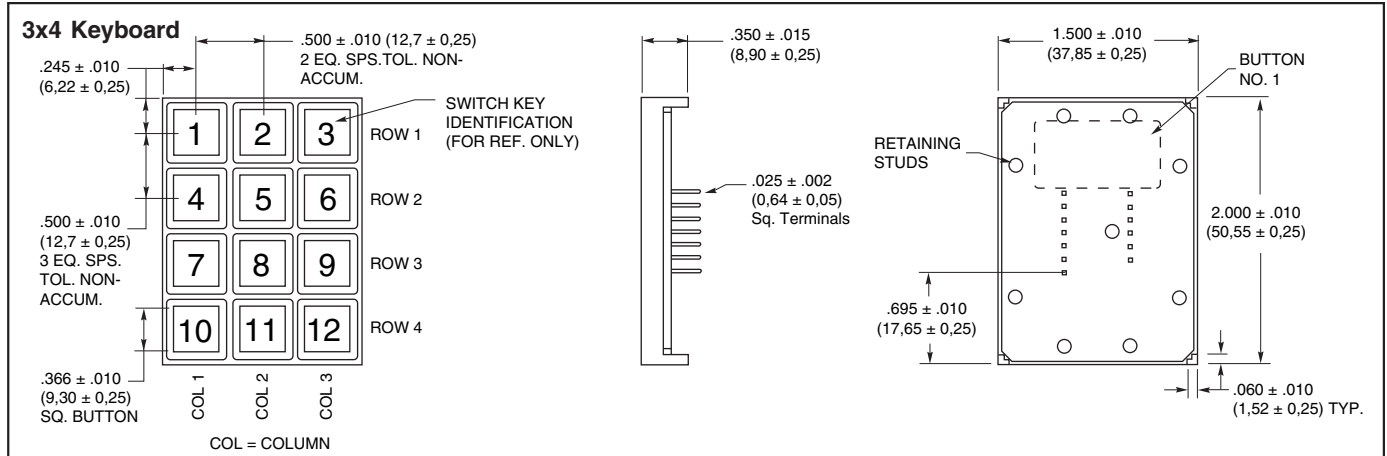 3x4 Keyboard
.500 ± .010 (12,7 ± 0,25)
2 EQ. SPS.TOL. NON-
ACCUM.
.245 ± .010
(6,22 ± 0,25)
SWITCH KEY
IDENTIFICATION
(FOR REF. ONLY)
1 2 3 ROW 1
4 5 6 ROW 2
7 8 9 ROW 3
10 11 12 ROW 4
.500 ± .010
(12,7 ± 0,25)
3 EQ. SPS.
TOL. NON-
ACCUM.
.366 ± .010
(9,30 ± 0,25)
SQ. BUTTON
COL 1
COL 2
COL 3
COL = COLUMN
.350 ± .015
(8,90 ± 0,25)
.025 ± .002
(0,64 ± 0,05)
Sq. Terminals
1.500 ± .010
(37,85 ± 0,25)
BUTTON
NO. 1
RETAINING
STUDS
2.000 ± .010
(50,55 ± 0,25)
.695 ± .010
(17,65 ± 0,25)
.060 ± .010
(1,52 ± 0,25) TYP.